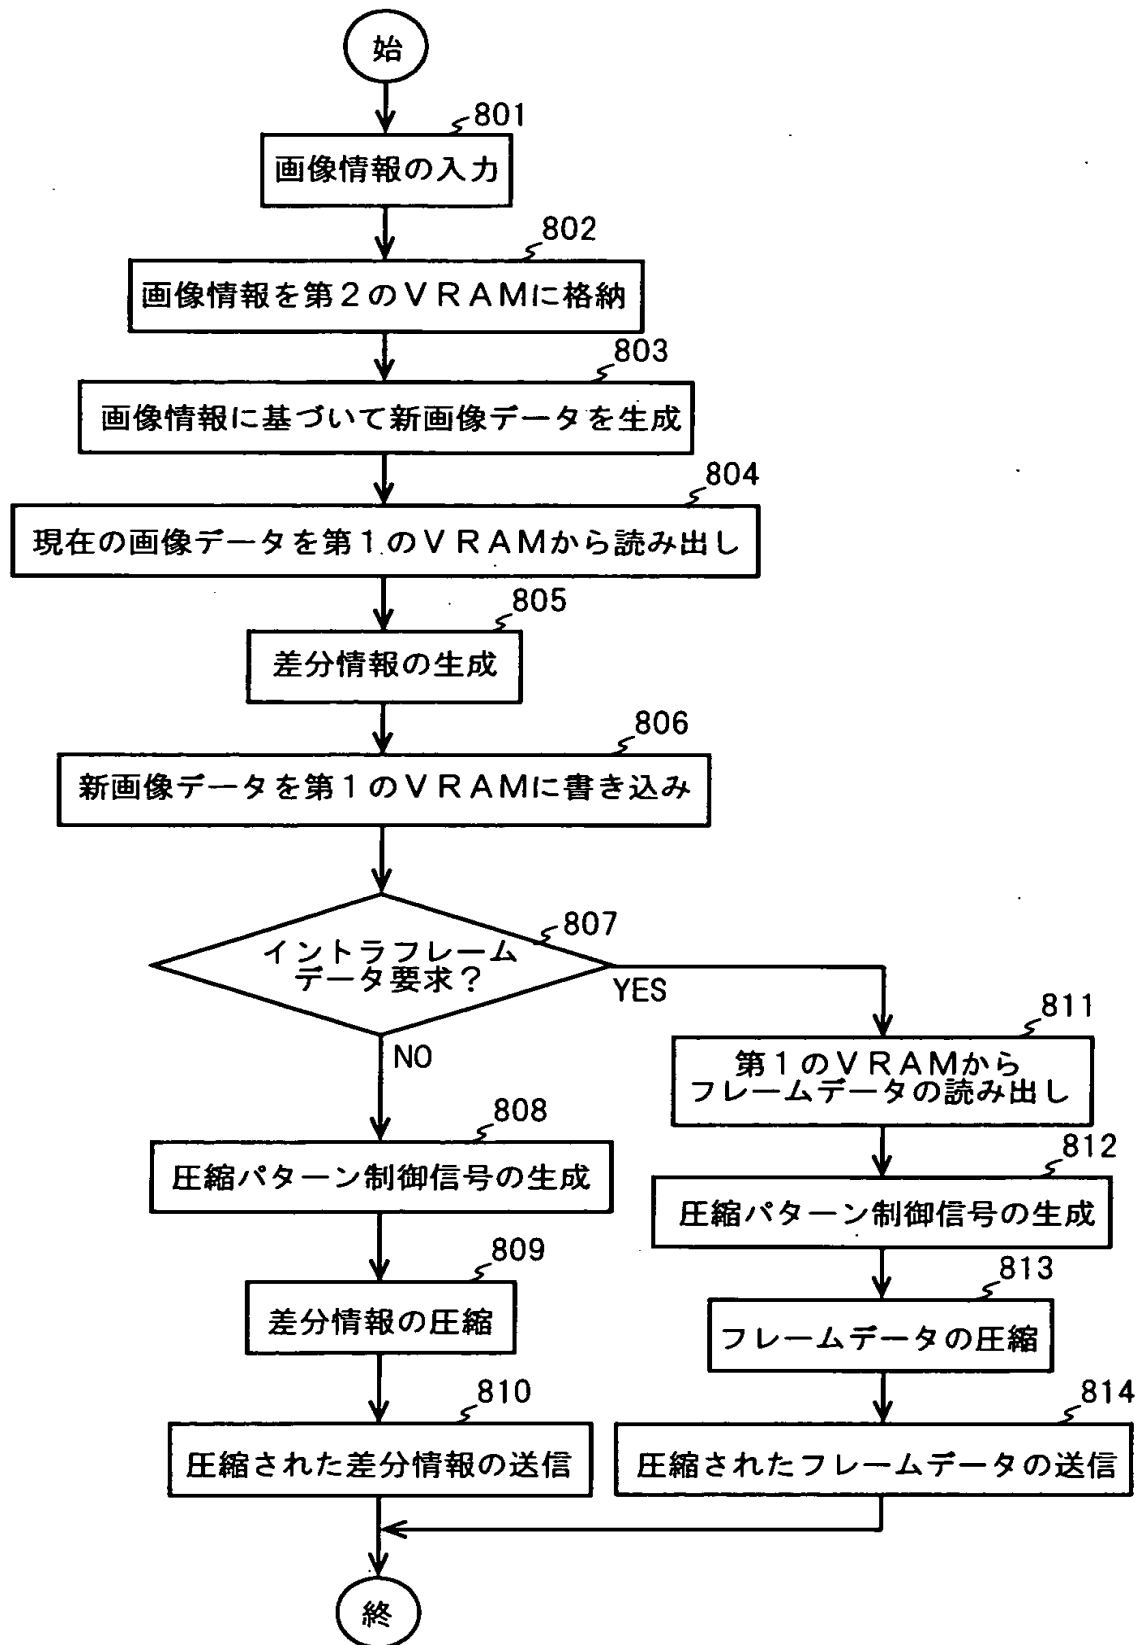 始
801
画像情報の入力
802
画像情報を第2のVRAMに格納
803
画像情報に基づいて新画像データを生成
804
現在の画像データを第1のVRAMから読み出し
805
差分情報の生成
806
新画像データを第1のVRAMに書き込み
807
イントラフレーム
データ要求?
YES
NO
811
第1のVRAMから
フレームデータの読み出し
808
圧縮パターン制御信号の生成
812
圧縮パターン制御信号の生成
809
差分情報の圧縮
813
フレームデータの圧縮
810
圧縮された差分情報の送信
814
圧縮されたフレームデータの送信
終